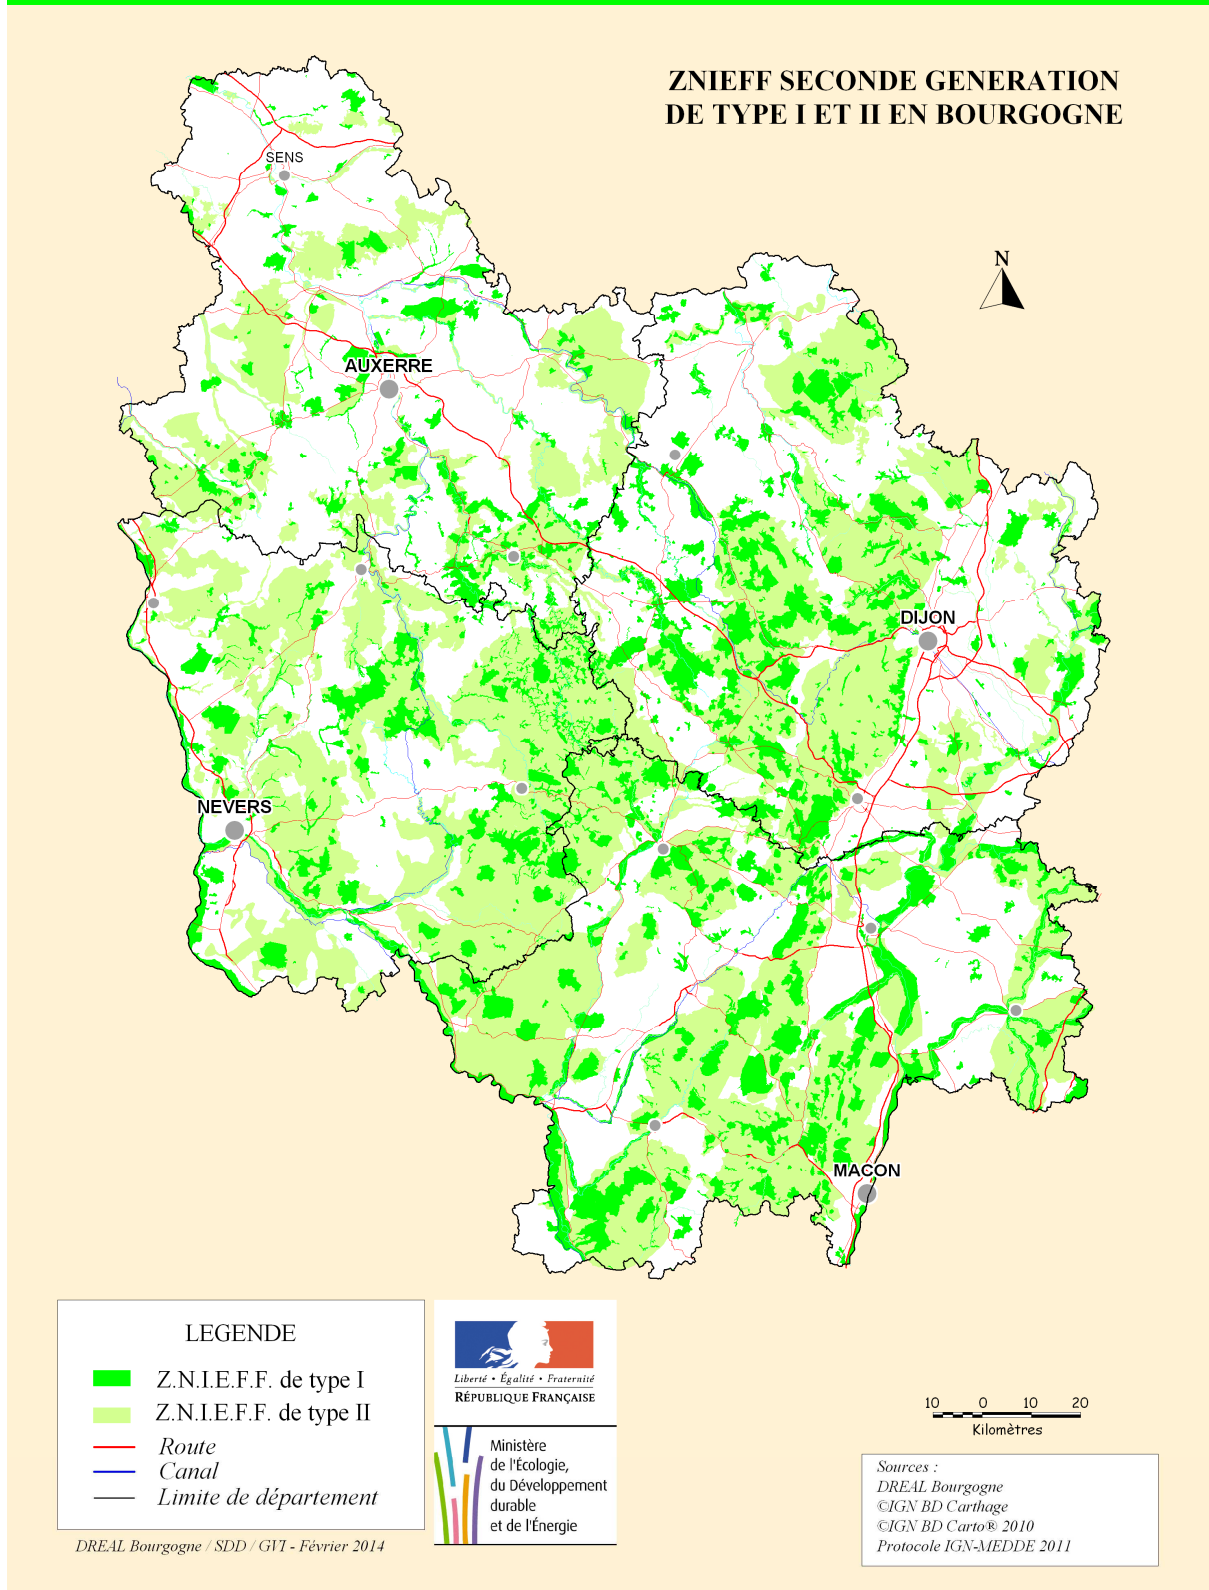 ZNIEFF SECONDE GENERATION
DE TYPE I ET II EN BOURGOGNE
SENS
N
AUXERRE
DIJON
NEVERS
MACON
LEGENDE
Z.N.I.E.F.F. de type I
Z.N.I.E.F.F. de type II
Route
Canal
Limite de département
DREAL Bourgogne / SDD / GVI - Février 2014
Liberté • Égalité • Fraternité
RÉPUBLIQUE FRANÇAISE
Ministère
de l'Écologie,
du Développement
durable
et de l'Énergie
10 0 10 20
Kilomètres
Sources :
DREAL Bourgogne
©IGN BD Carthage
©IGN BD Carto® 2010
Protocole IGN-MEDDE 2011